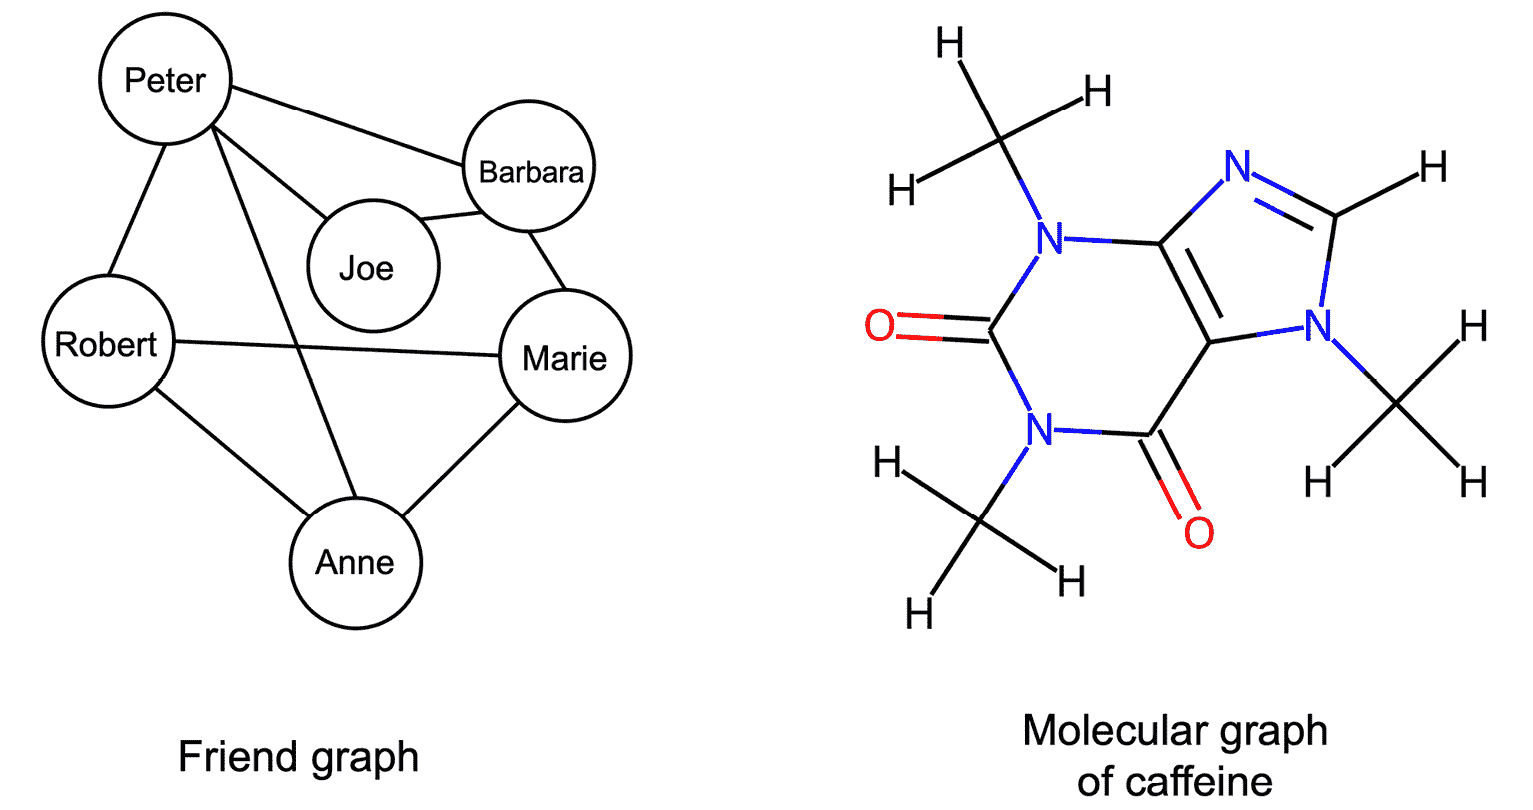 Peter
Barbara
Joe
Robert
Marie
Anne
Friend graph
H
H
H
N
H
N
O
N
H
N
H
O
H
H
H
H
Molecular graph
of caffeine